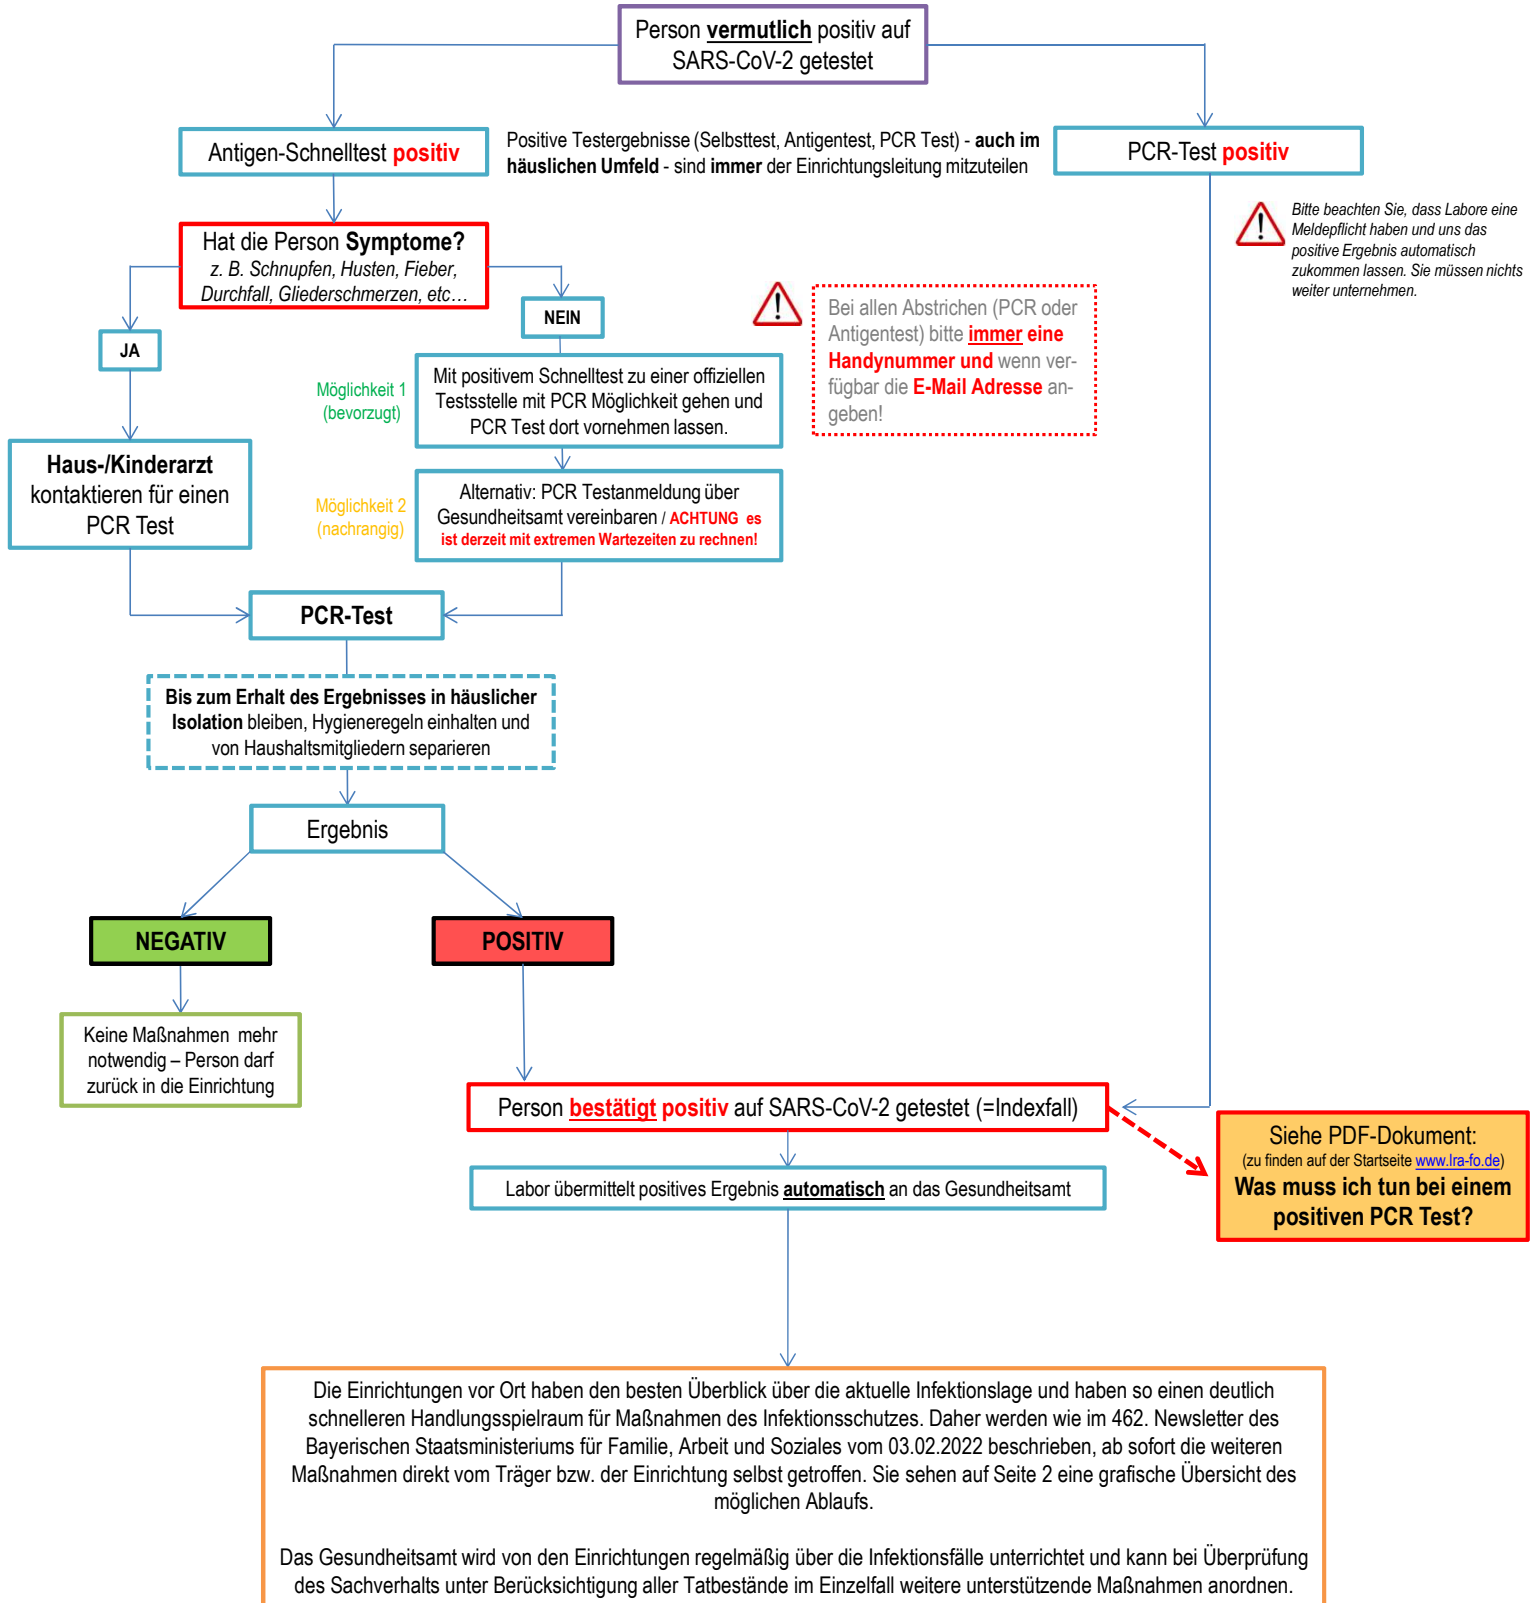 Person vermutlich positiv auf
SARS-CoV-2 getestet
Antigen-Schnelltest positiv
Positive Testergebnisse (Selbsttest, Antigentest, PCR Test) - auch im
häuslichen Umfeld - sind immer der Einrichtungsleitung mitzuteilen
PCR-Test positiv
Bitte beachten Sie, dass Labore eine
Meldepflicht haben und uns das
positive Ergebnis automatisch
zukommen lassen. Sie müssen nichts
weiter unternehmen.
Hat die Person Symptome?
z. B. Schnupfen, Husten, Fieber,
Durchfall, Gliederschmerzen, etc…
JA
NEIN
Bei allen Abstrichen (PCR oder
Antigentest) bitte immer eine
Handynummer und wenn ver-
fügbar die E-Mail Adresse an-
geben!
Möglichkeit 1
(bevorzugt)
Mit positivem Schnelltest zu einer offiziellen
Testsstelle mit PCR Möglichkeit gehen und
PCR Test dort vornehmen lassen.
Haus-/Kinderarzt
kontaktieren für einen
PCR Test
Möglichkeit 2
(nachrangig)
Alternativ: PCR Testanmeldung über
Gesundheitsamt vereinbaren / ACHTUNG es
ist derzeit mit extremen Wartezeiten zu rechnen!
PCR-Test
Bis zum Erhalt des Ergebnisses in häuslicher
Isolation bleiben, Hygieneregeln einhalten und
von Haushaltsmitgliedern separieren
Ergebnis
NEGATIV
POSITIV
Keine Maßnahmen mehr
notwendig – Person darf
zurück in die Einrichtung
Person bestätigt positiv auf SARS-CoV-2 getestet (=Indexfall)
Siehe PDF-Dokument:
(zu finden auf der Startseite www.lra-fo.de)
Was muss ich tun bei einem
positiven PCR Test?
Labor übermittelt positives Ergebnis automatisch an das Gesundheitsamt
Die Einrichtungen vor Ort haben den besten Überblick über die aktuelle Infektionslage und haben so einen deutlich
schnelleren Handlungsspielraum für Maßnahmen des Infektionsschutzes. Daher werden wie im 462. Newsletter des
Bayerischen Staatsministeriums für Familie, Arbeit und Soziales vom 03.02.2022 beschrieben, ab sofort die weiteren
Maßnahmen direkt vom Träger bzw. der Einrichtung selbst getroffen. Sie sehen auf Seite 2 eine grafische Übersicht des
möglichen Ablaufs.
Das Gesundheitsamt wird von den Einrichtungen regelmäßig über die Infektionsfälle unterrichtet und kann bei Überprüfung
des Sachverhalts unter Berücksichtigung aller Tatbestände im Einzelfall weitere unterstützende Maßnahmen anordnen.